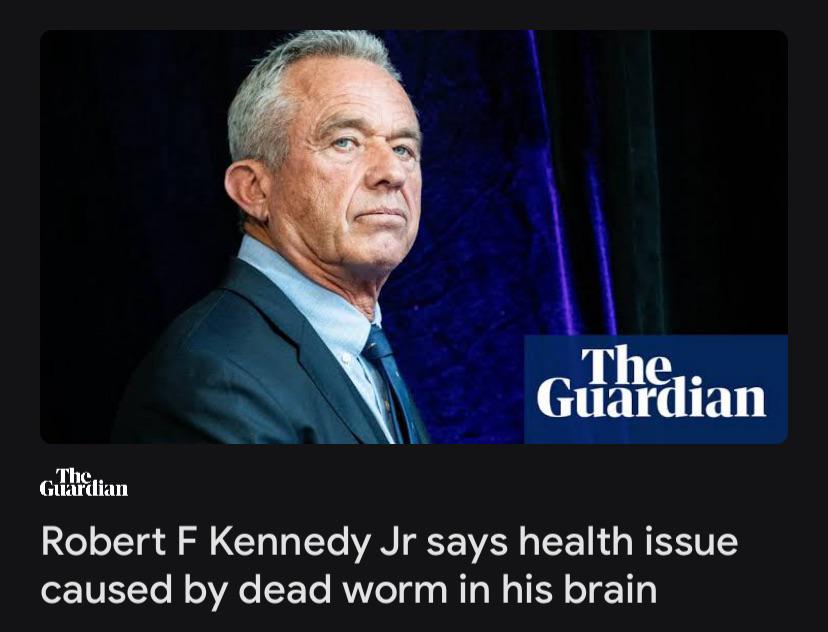 The
Guardian
The
Guardian
Robert F Kennedy Jr says health issue
caused by dead worm in his brain